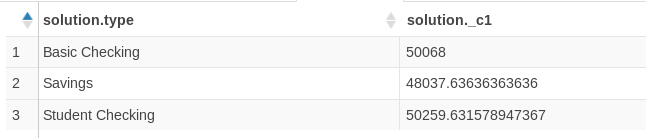 solution.type solution._c1
1 Basic Checking 50068
2 Savings 48037.63636363636
3 Student Checking 50259.631578947367